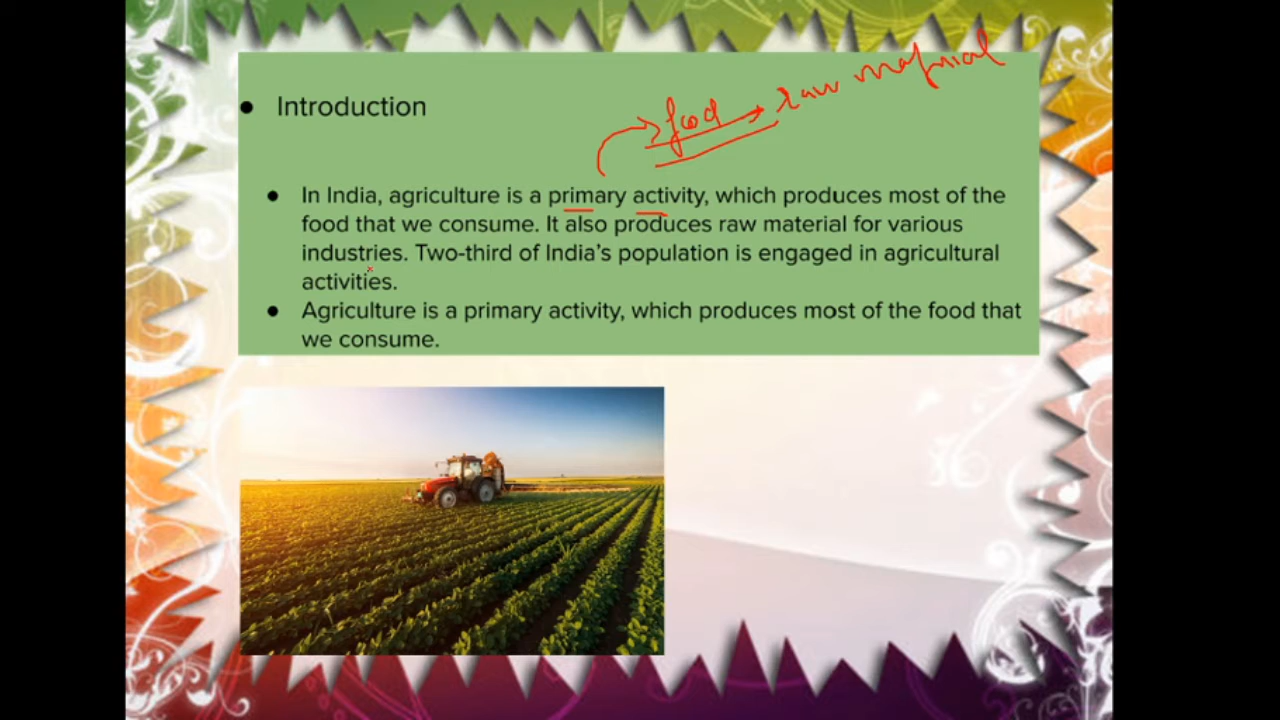 food → raw material
● Introduction
● In India, agriculture is a primary activity, which produces most of the
food that we consume. It also produces raw material for various
industries. Two-third of India’s population is engaged in agricultural
activities.
● Agriculture is a primary activity, which produces most of the food that
we consume.